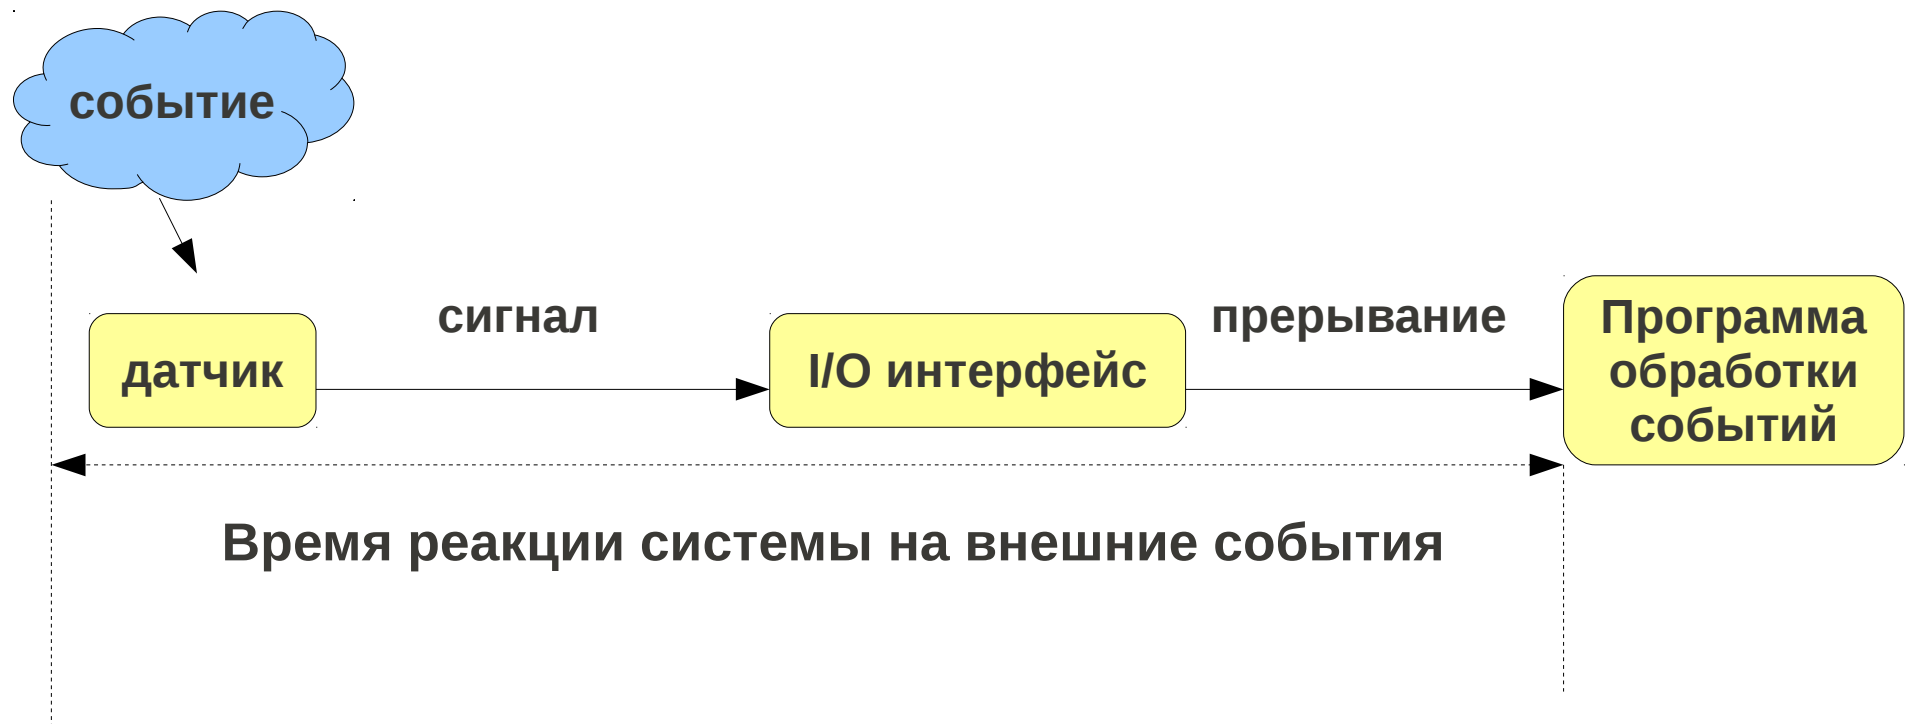 событие
сигнал
прерывание
датчик
I/O интерфейс
Программа
обработки
событий
Время реакции системы на внешние события